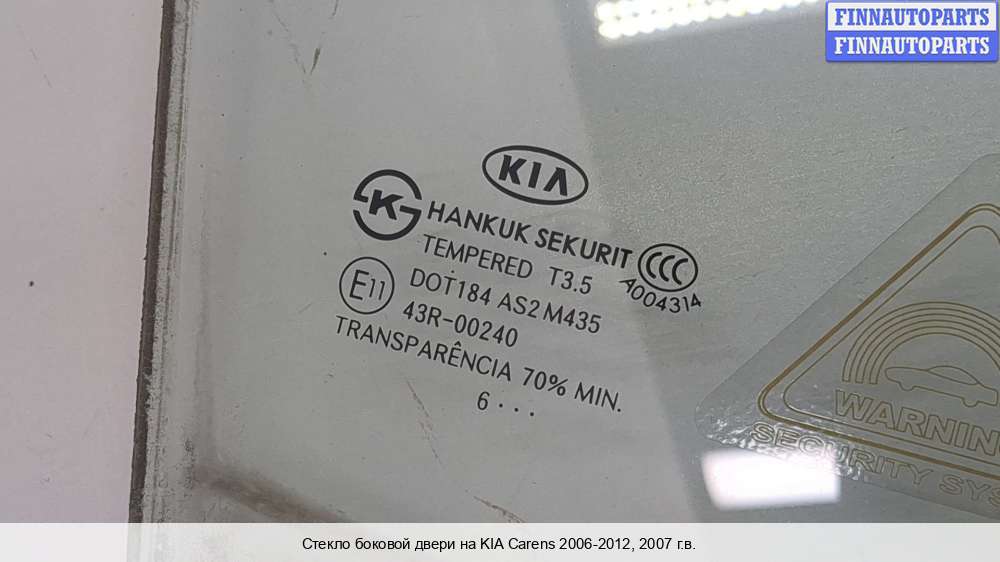 FINNAUTOPARTS
FINNAUTOPARTS
KIA
K
HANKUK SEKURIT
CCC
TEMPERED T3.5
A004314
E11
DOT184 AS2 M435
43R-00240
TRANSPARÊNCIA 70% MIN.
6 · · ·
WARNIN
SECURITY SYS
Стекло боковой двери на KIA Carens 2006-2012, 2007 г.в.